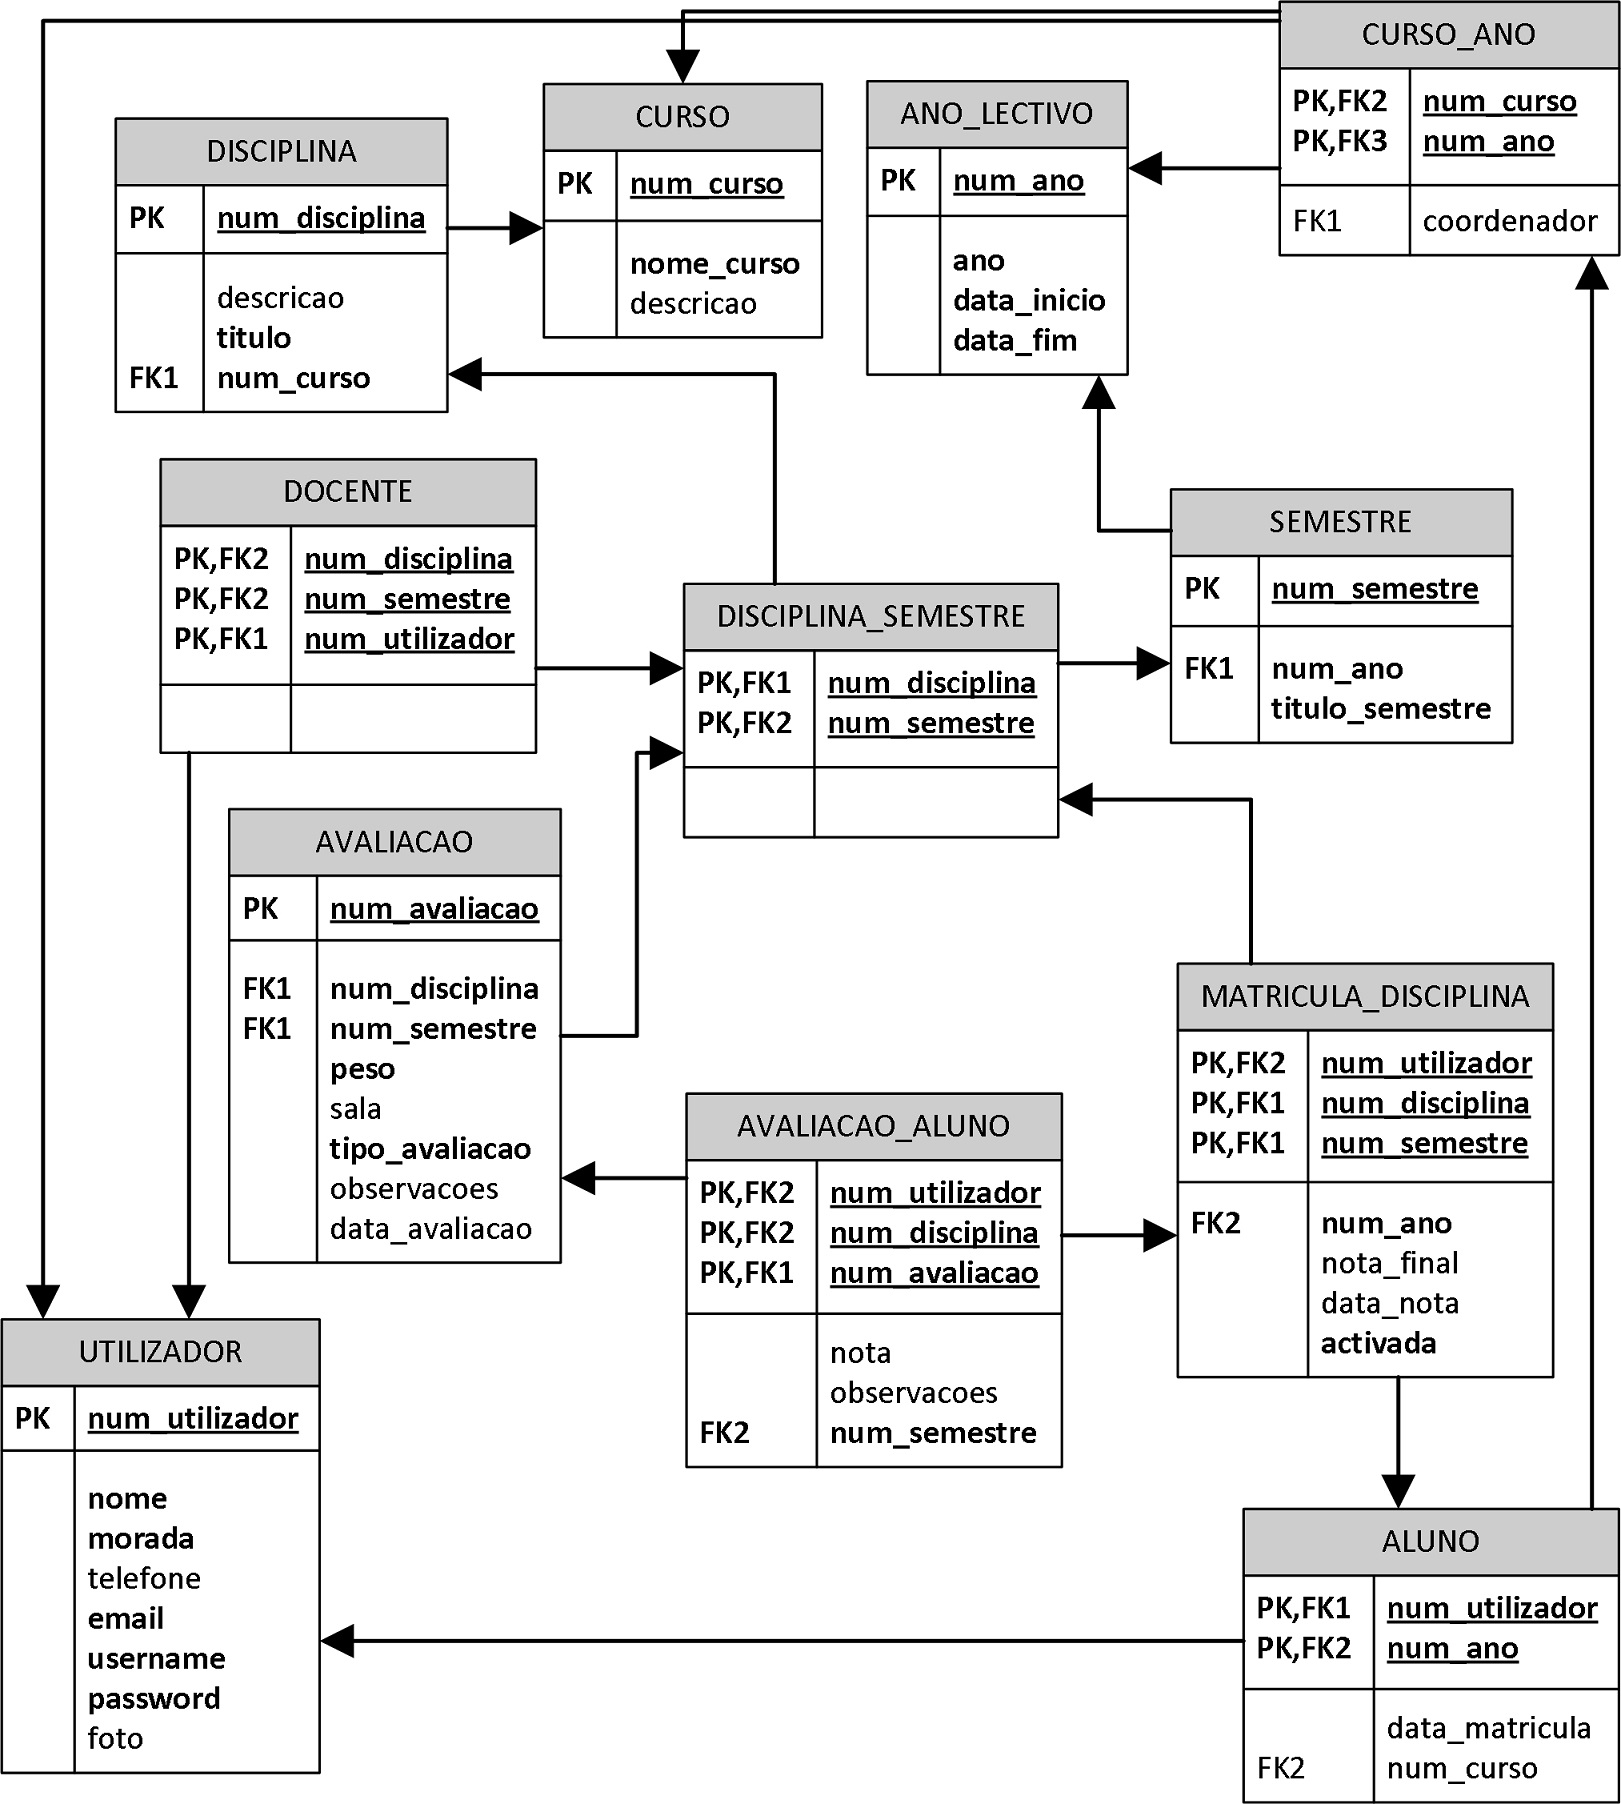 CURSO_ANO
PK,FK2 num_curso
PK,FK3 num_ano
FK1 coordenador
CURSO
PK num_curso
nome_curso
descricao
ANO_LECTIVO
PK num_ano
ano
data_inicio
data_fim
DISCIPLINA
PK num_disciplina
descricao
titulo
FK1 num_curso
DOCENTE
PK,FK2 num_disciplina
PK,FK2 num_semestre
PK,FK1 num_utilizador
SEMESTRE
PK num_semestre
FK1 num_ano
titulo_semestre
DISCIPLINA_SEMESTRE
PK,FK1 num_disciplina
PK,FK2 num_semestre
AVALIACAO
PK num_avaliacao
FK1 num_disciplina
FK1 num_semestre
peso
sala
tipo_avaliacao
observacoes
data_avaliacao
MATRICULA_DISCIPLINA
PK,FK2 num_utilizador
PK,FK1 num_disciplina
PK,FK1 num_semestre
FK2 num_ano
nota_final
data_nota
activada
AVALIACAO_ALUNO
PK,FK2 num_utilizador
PK,FK2 num_disciplina
PK,FK1 num_avaliacao
nota
observacoes
FK2 num_semestre
UTILIZADOR
PK num_utilizador
nome
morada
telefone
email
username
password
foto
ALUNO
PK,FK1 num_utilizador
PK,FK2 num_ano
data_matricula
FK2 num_curso